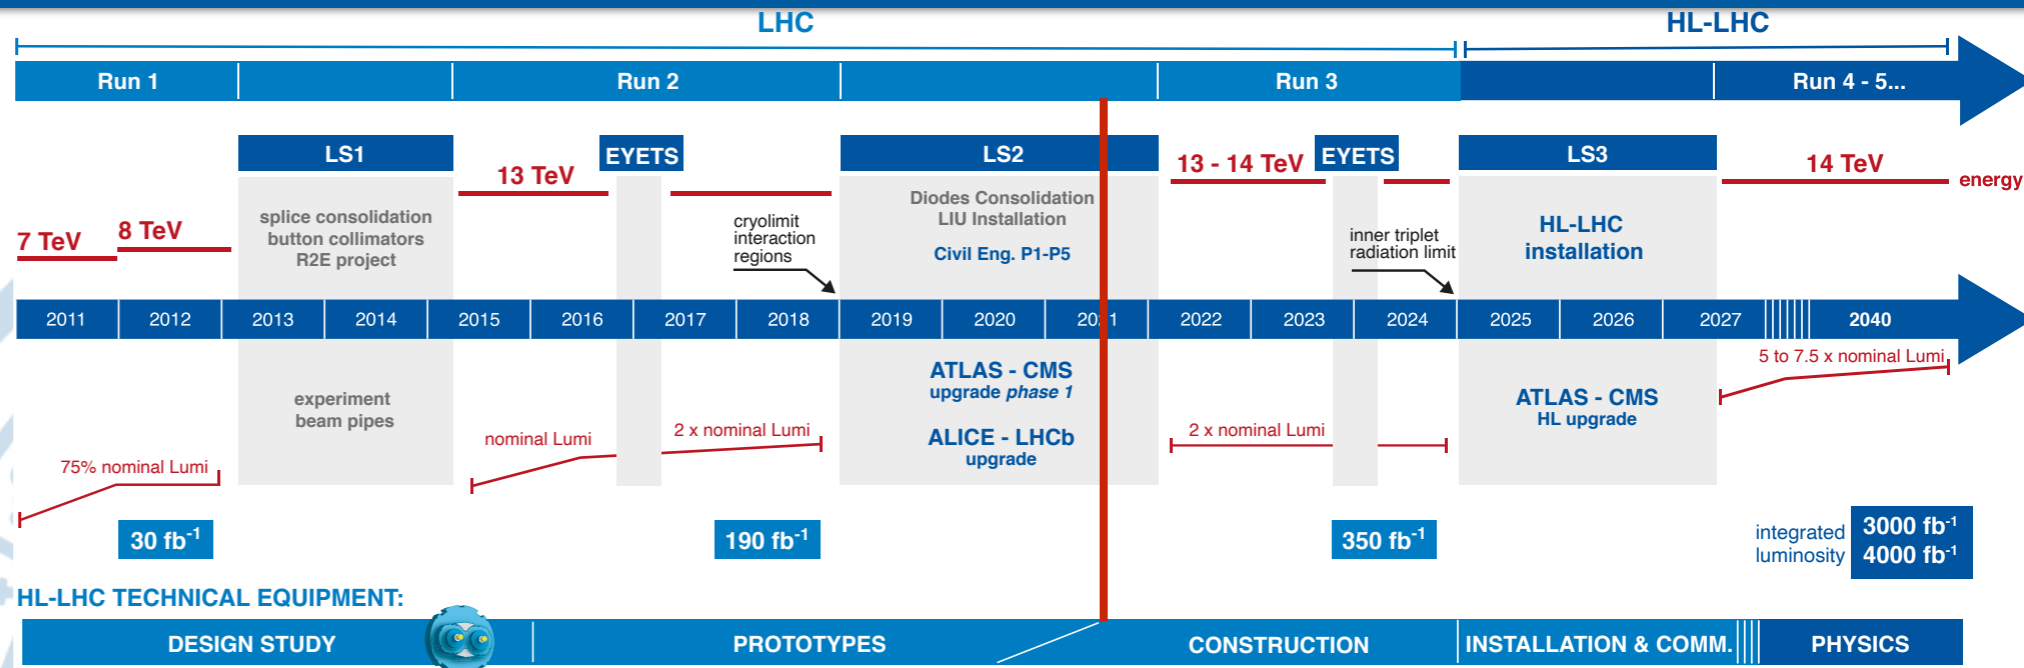 LHC
HL-LHC
Run 1
Run 2
Run 3
Run 4 - 5...
LS1
EYETS
LS2
EYETS
LS3
13 TeV
13 - 14 TeV
14 TeV
energy
7 TeV
8 TeV
splice consolidation
button collimators
R2E project
cryolimit
interaction
regions
Diodes Consolidation
LIU Installation
Civil Eng. P1-P5
inner triplet
radiation limit
HL-LHC
installation
2011
2012
2013
2014
2015
2016
2017
2018
2019
2020
2021
2022
2023
2024
2025
2026
2027
2040
5 to 7.5 x nominal Lumi
experiment
beam pipes
ATLAS - CMS
upgrade phase 1
ALICE - LHCb
upgrade
ATLAS - CMS
HL upgrade
75% nominal Lumi
nominal Lumi
2 x nominal Lumi
2 x nominal Lumi
30 fb⁻¹
190 fb⁻¹
350 fb⁻¹
integrated
luminosity
3000 fb⁻¹
4000 fb⁻¹
HL-LHC TECHNICAL EQUIPMENT:
DESIGN STUDY
PROTOTYPES
CONSTRUCTION
INSTALLATION & COMM.
PHYSICS